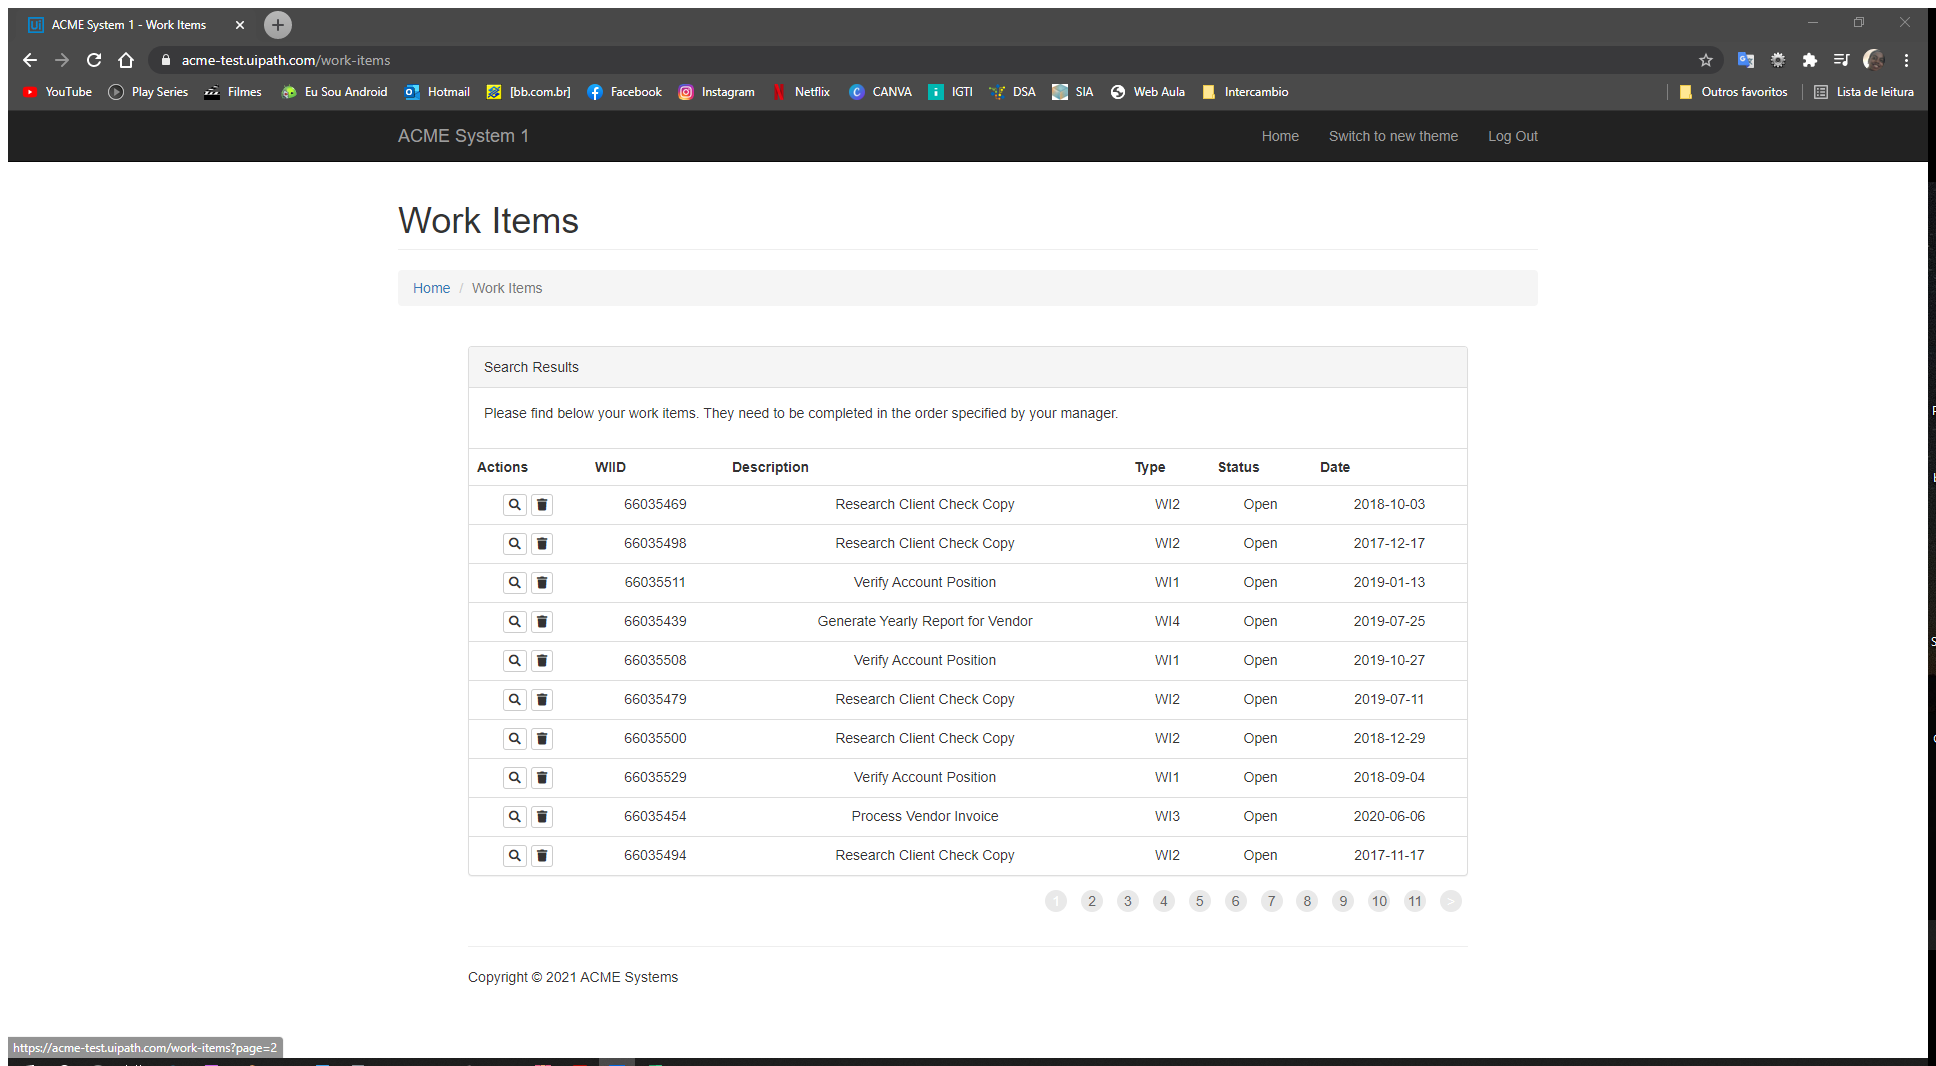 ACME System 1 - Work Items
acme-test.uipath.com/work-items
YouTube Play Series Filmes Eu Sou Android Hotmail [bb.com.br] Facebook Instagram Netflix CANVA IGTI DSA SIA Web Aula Intercambio Outros favoritos Lista de leitura
ACME System 1 Home Switch to new theme Log Out
Work Items
Home / Work Items
Search Results
Please find below your work items. They need to be completed in the order specified by your manager.
Actions WIID Description Type Status Date
66035469 Research Client Check Copy WI2 Open 2018-10-03
66035498 Research Client Check Copy WI2 Open 2017-12-17
66035511 Verify Account Position WI1 Open 2019-01-13
66035439 Generate Yearly Report for Vendor WI4 Open 2019-07-25
66035508 Verify Account Position WI1 Open 2019-10-27
66035479 Research Client Check Copy WI2 Open 2019-07-11
66035500 Research Client Check Copy WI2 Open 2018-12-29
66035529 Verify Account Position WI1 Open 2018-09-04
66035454 Process Vendor Invoice WI3 Open 2020-06-06
66035494 Research Client Check Copy WI2 Open 2017-11-17
1 2 3 4 5 6 7 8 9 10 11 >
Copyright © 2021 ACME Systems
https://acme-test.uipath.com/work-items?page=2